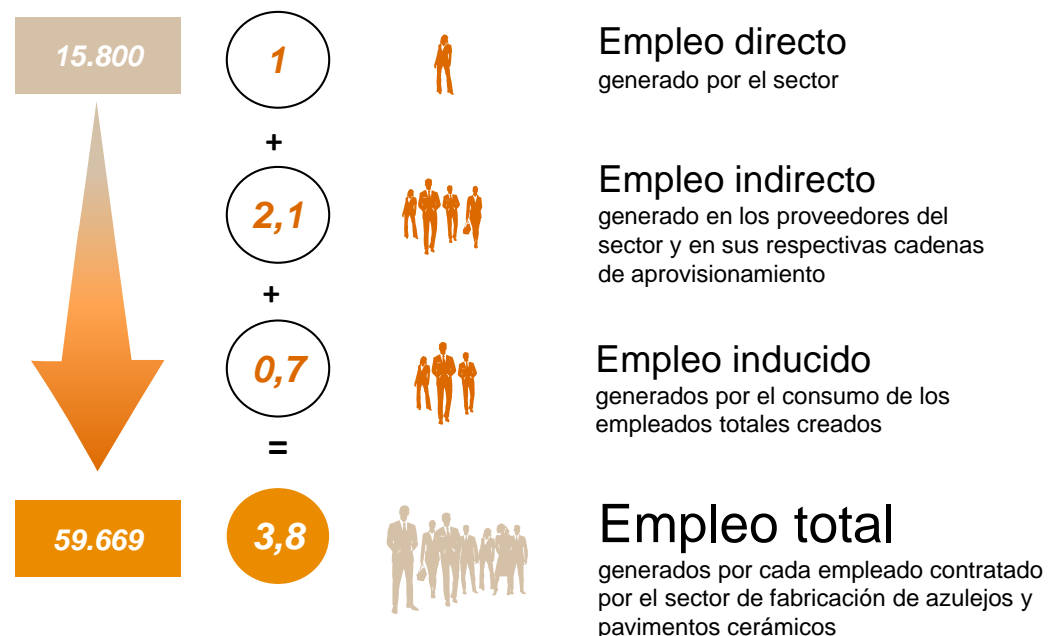 15.800
1
Empleo directo
generado por el sector
+
2,1
Empleo indirecto
generado en los proveedores del
sector y en sus respectivas cadenas
de aprovisionamiento
+
0,7
Empleo inducido
generados por el consumo de los
empleados totales creados
=
59.669
3,8
Empleo total
generados por cada empleado contratado
por el sector de fabricación de azulejos y
pavimentos cerámicos